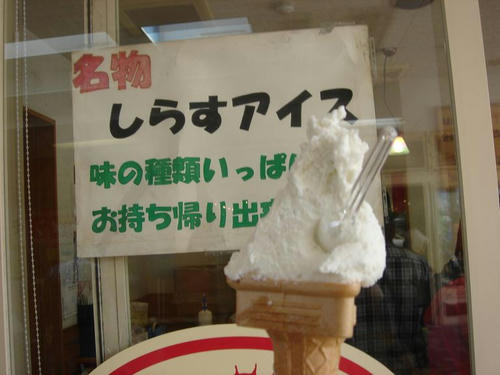 名物
しらすアイス
味の種類いっぱ
お持ち帰り出